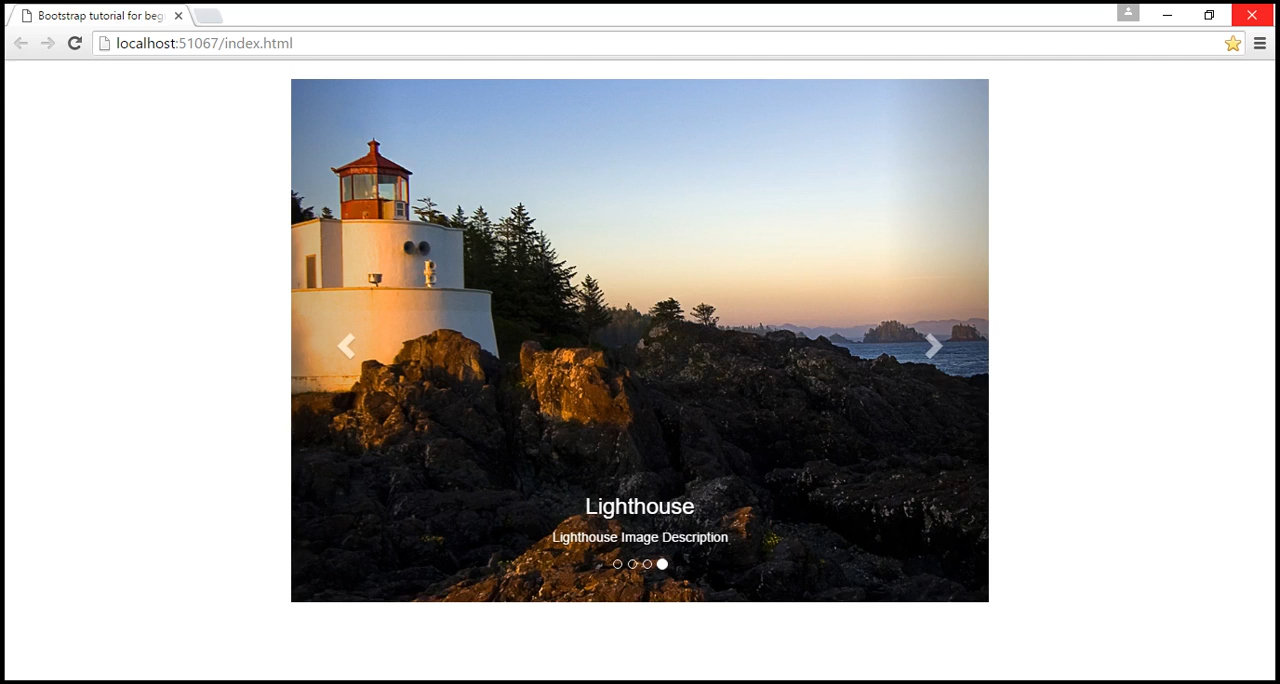 Bootstrap tutorial for beg
localhost:51067/index.html
Lighthouse
Lighthouse Image Description